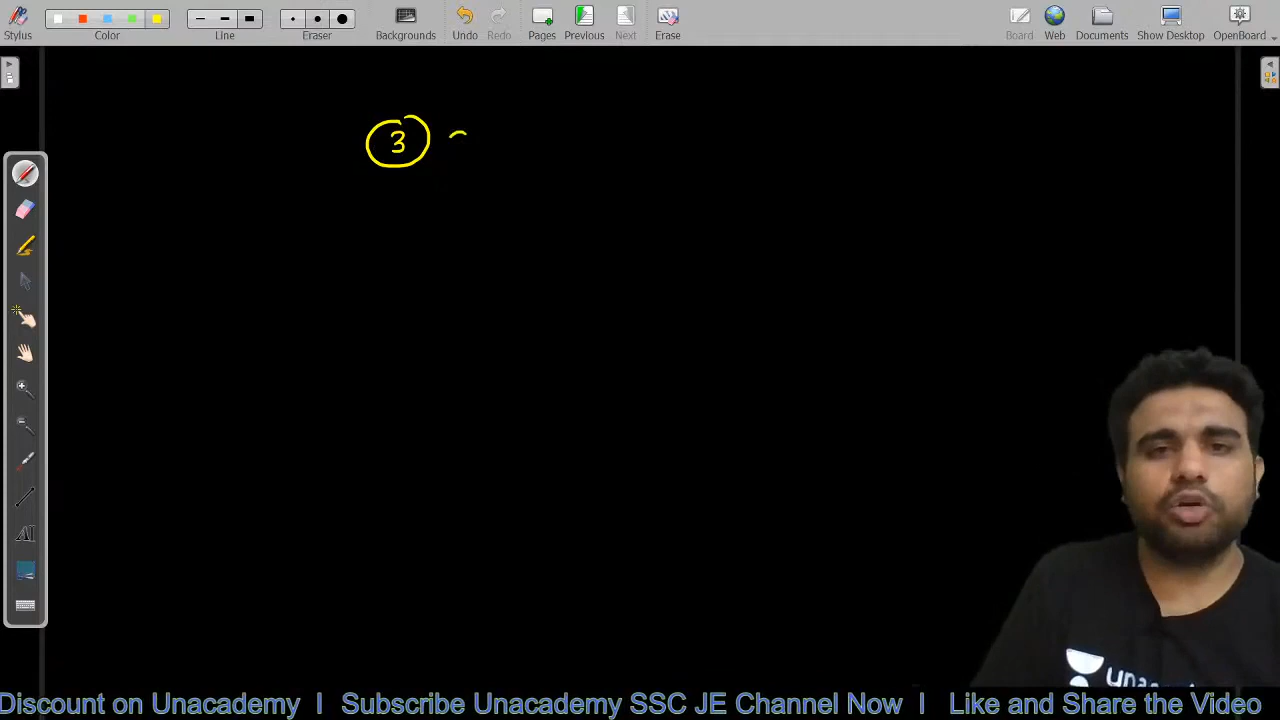 Stylus
Color
Line
Eraser
Backgrounds
Undo
Redo
Pages
Previous
Next
Erase
Board
Web
Documents
Show Desktop
OpenBoard
3
una
Discount on Unacademy I Subscribe Unacademy SSC JE Channel Now I Like and Share the Video